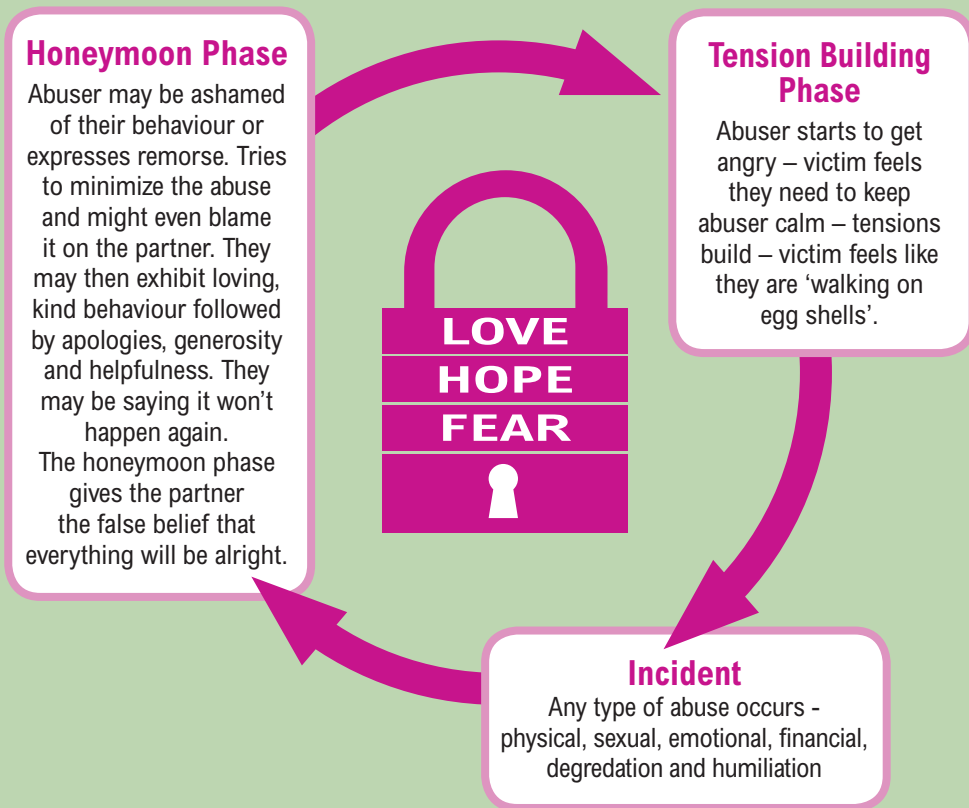 Honeymoon Phase
Abuser may be ashamed
of their behaviour or
expresses remorse. Tries
to minimize the abuse
and might even blame
it on the partner. They
may then exhibit loving,
kind behaviour followed
by apologies, generosity
and helpfulness. They
may be saying it won’t
happen again.
The honeymoon phase
gives the partner
the false belief that
everything will be alright.
Tension Building
Phase
Abuser starts to get
angry – victim feels
they need to keep
abuser calm – tensions
build – victim feels like
they are ‘walking on
egg shells’.
LOVE
HOPE
FEAR
Incident
Any type of abuse occurs -
physical, sexual, emotional, financial,
degredation and humiliation